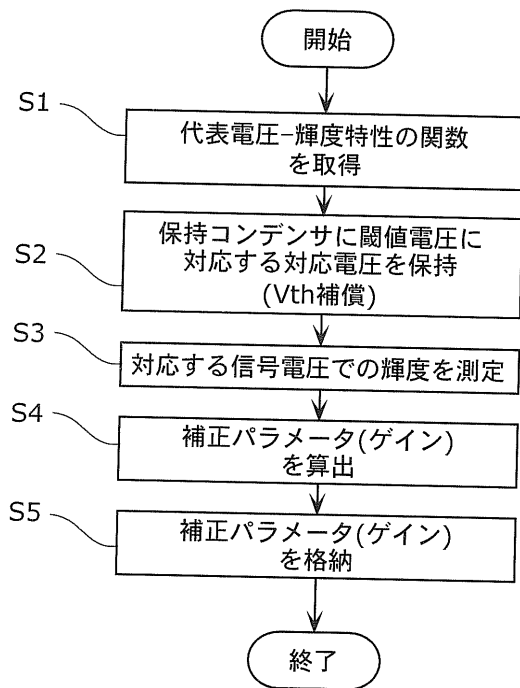 開始
S1
代表電圧-輝度特性の関数
を取得
S2
保持コンデンサに閾値電圧に
対応する対応電圧を保持
(Vth補償)
S3
対応する信号電圧での輝度を測定
S4
補正パラメータ(ゲイン)
を算出
S5
補正パラメータ(ゲイン)
を格納
終了